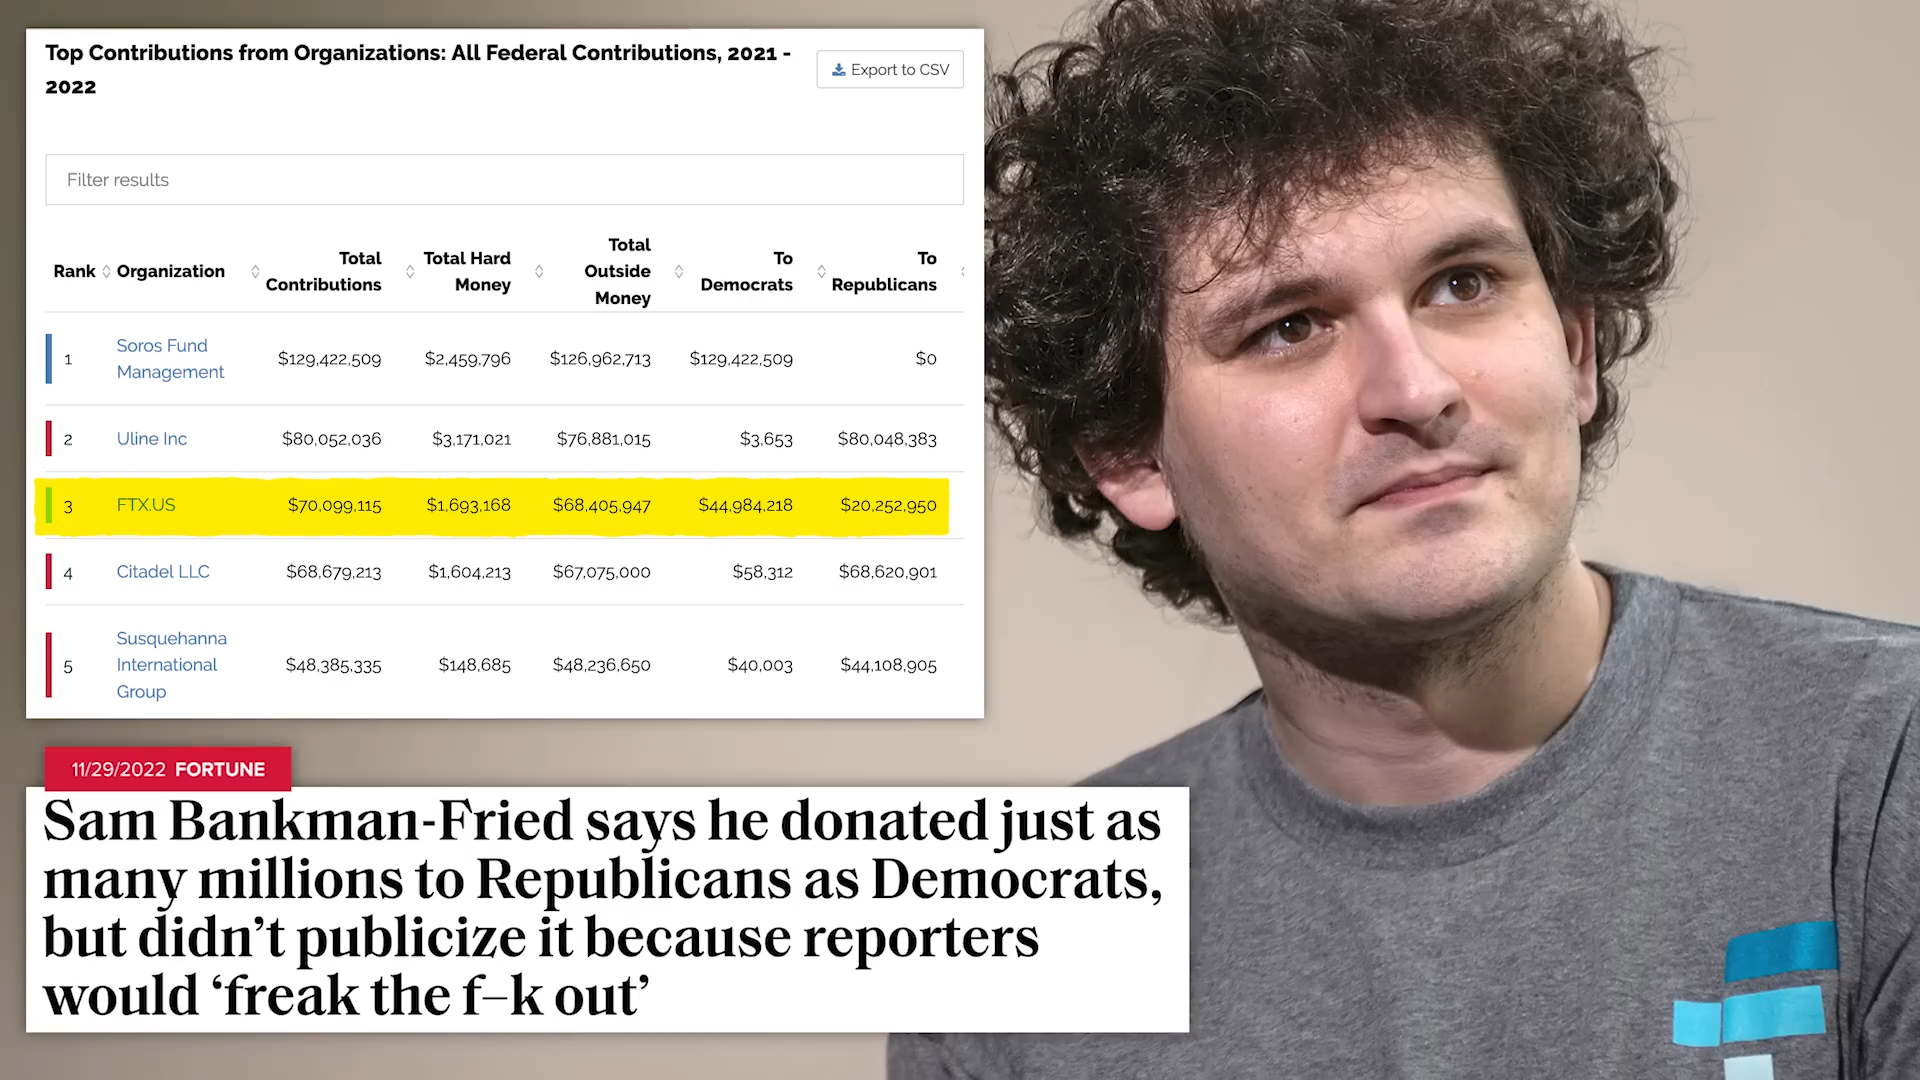 Top Contributions from Organizations: All Federal Contributions, 2021 -
2022
Export to CSV
Filter results
Rank Organization Total Contributions Total Hard Money Total Outside Money To Democrats To Republicans
1 Soros Fund Management $129,422,509 $2,459,796 $126,962,713 $129,422,509 $0
2 Uline Inc $80,052,036 $3,171,021 $76,881,015 $3,653 $80,048,383
3 FTX.US $70,099,115 $1,693,168 $68,405,947 $44,984,218 $20,252,950
4 Citadel LLC $68,679,213 $1,604,213 $67,075,000 $58,312 $68,620,901
5 Susquehanna International Group $48,385,335 $148,685 $48,236,650 $40,003 $44,108,905
11/29/2022 FORTUNE
Sam Bankman-Fried says he donated just as
many millions to Republicans as Democrats,
but didn’t publicize it because reporters
would ‘freak the f–k out’